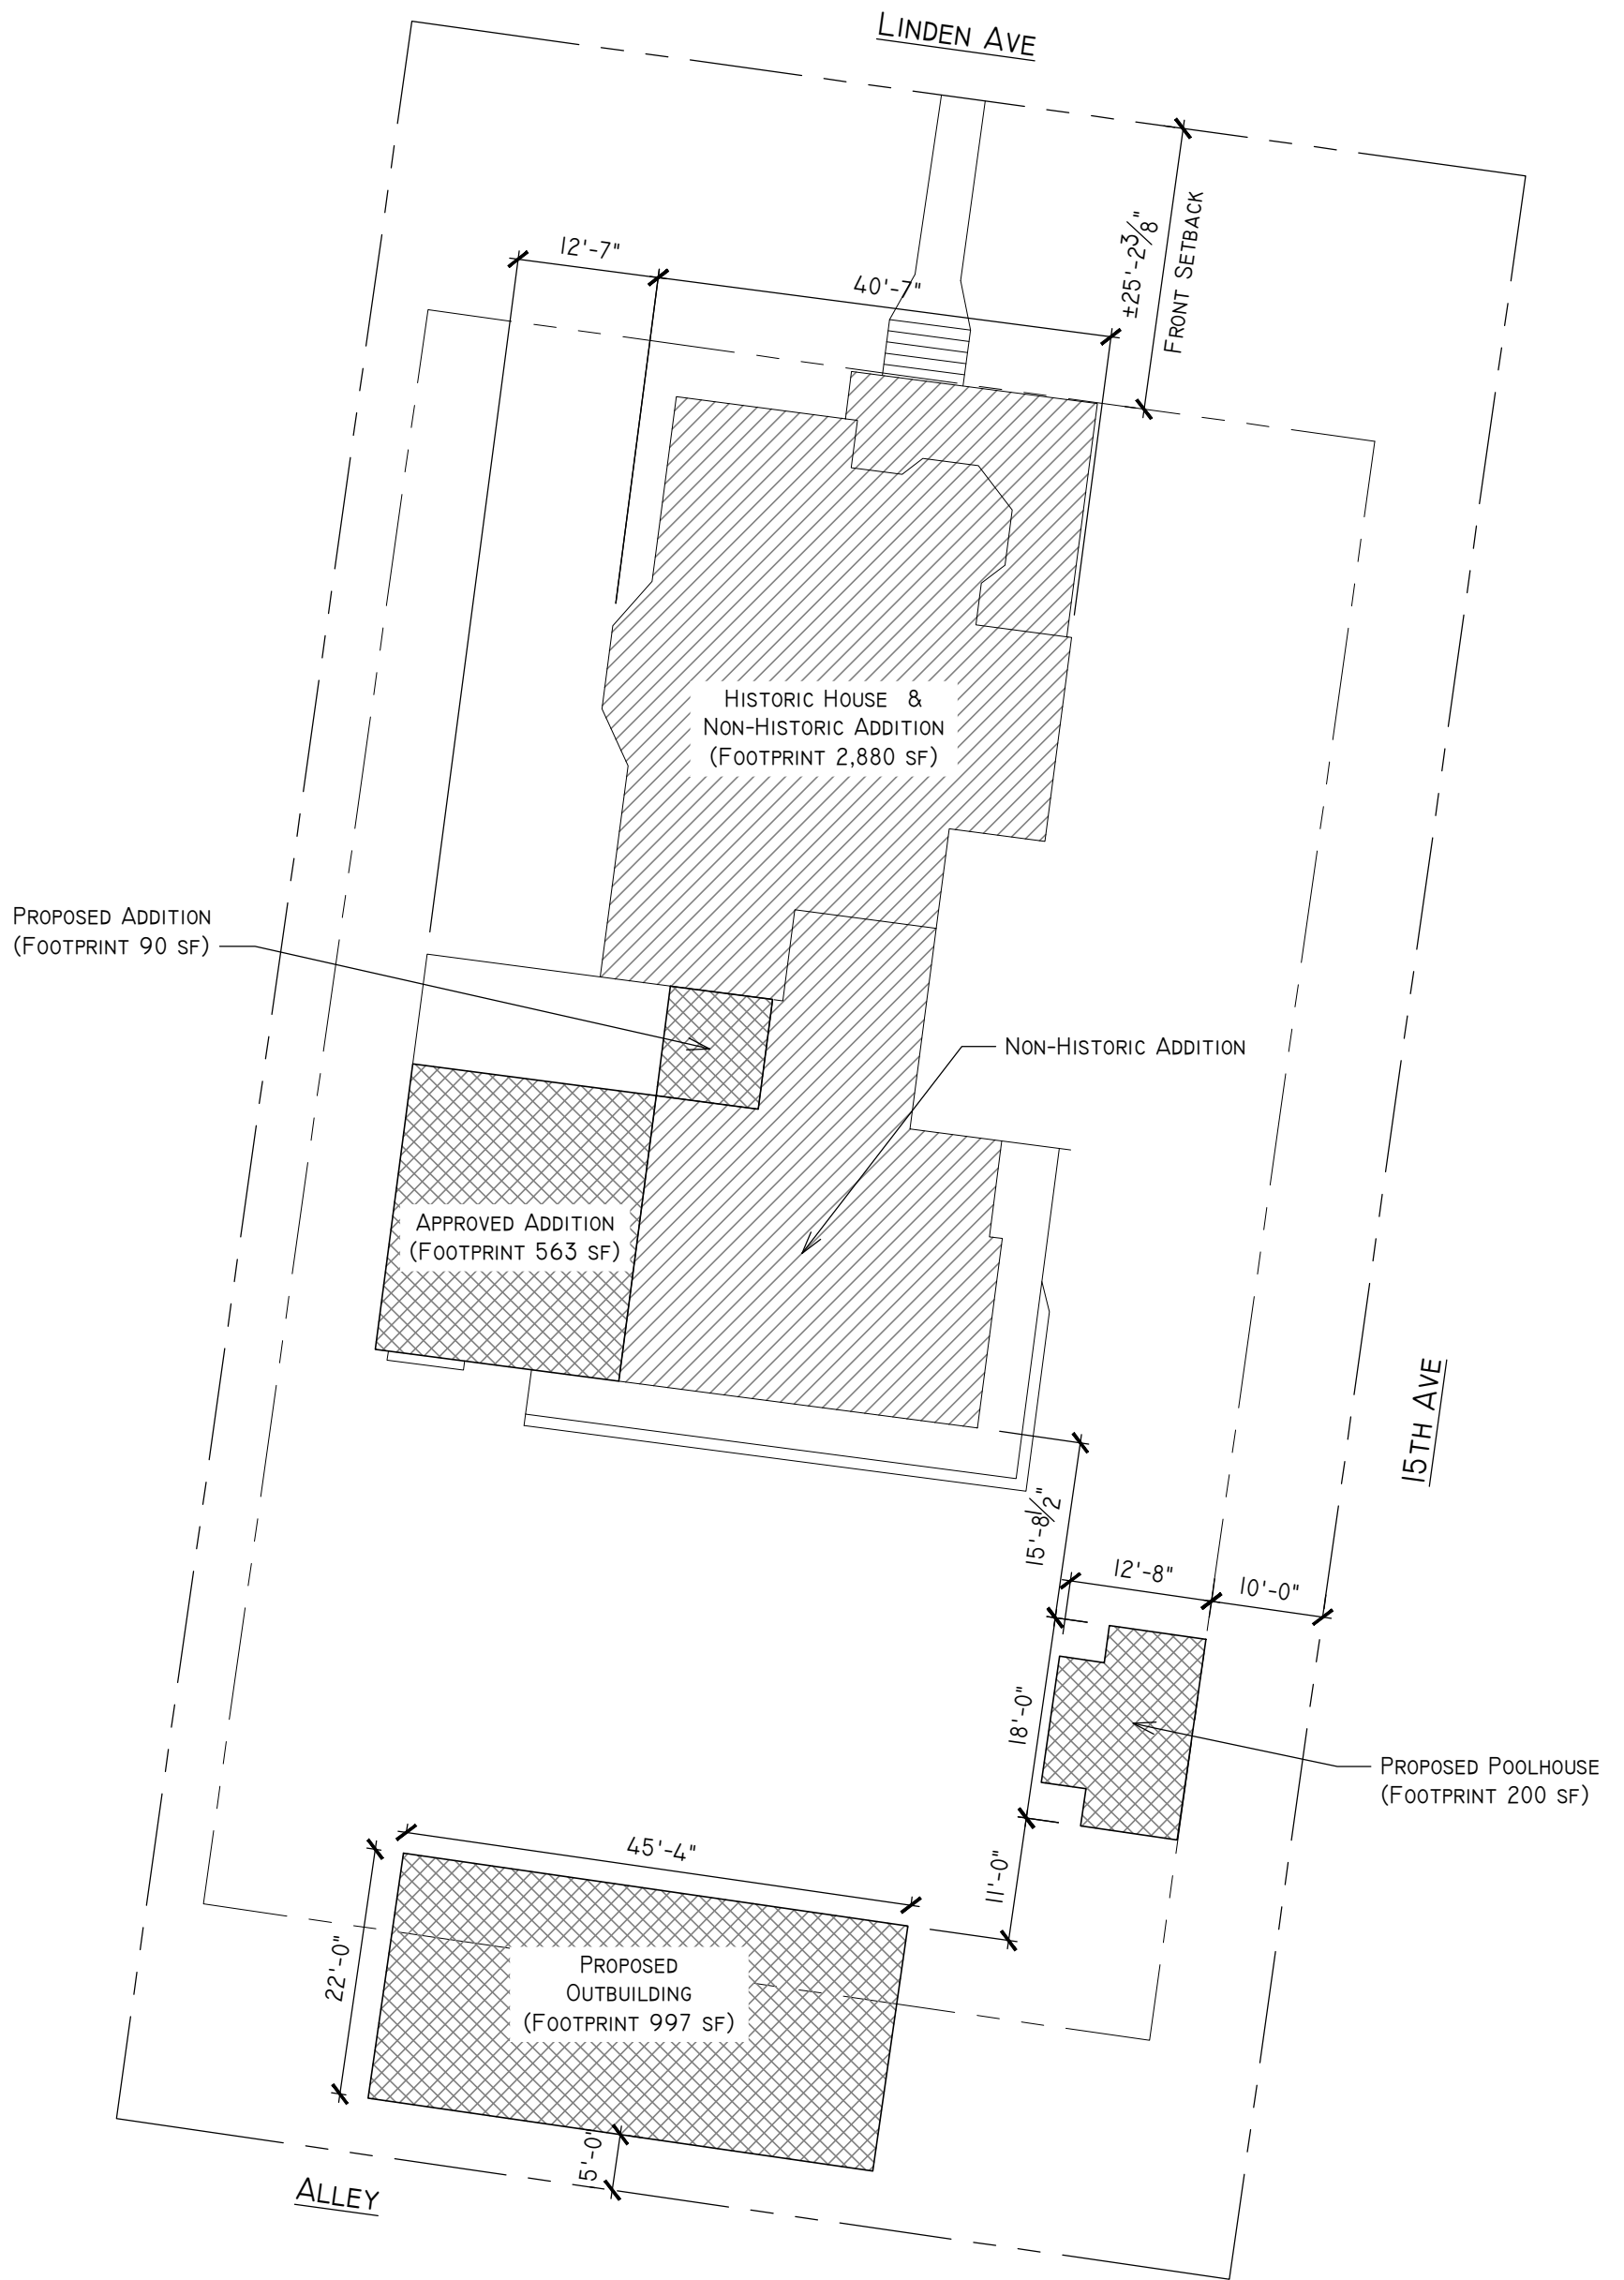 LINDEN AVE
±25'-2 3/8"
FRONT SETBACK
12'-7"
40'-7"
HISTORIC HOUSE &
NON-HISTORIC ADDITION
(FOOTPRINT 2,880 SF)
PROPOSED ADDITION
(FOOTPRINT 90 SF)
NON-HISTORIC ADDITION
APPROVED ADDITION
(FOOTPRINT 563 SF)
15TH AVE
15'-8 1/2"
12'-8"
10'-0"
18'-0"
PROPOSED POOLHOUSE
(FOOTPRINT 200 SF)
11'-0"
45'-4"
22'-0"
PROPOSED
OUTBUILDING
(FOOTPRINT 997 SF)
5'-0"
ALLEY